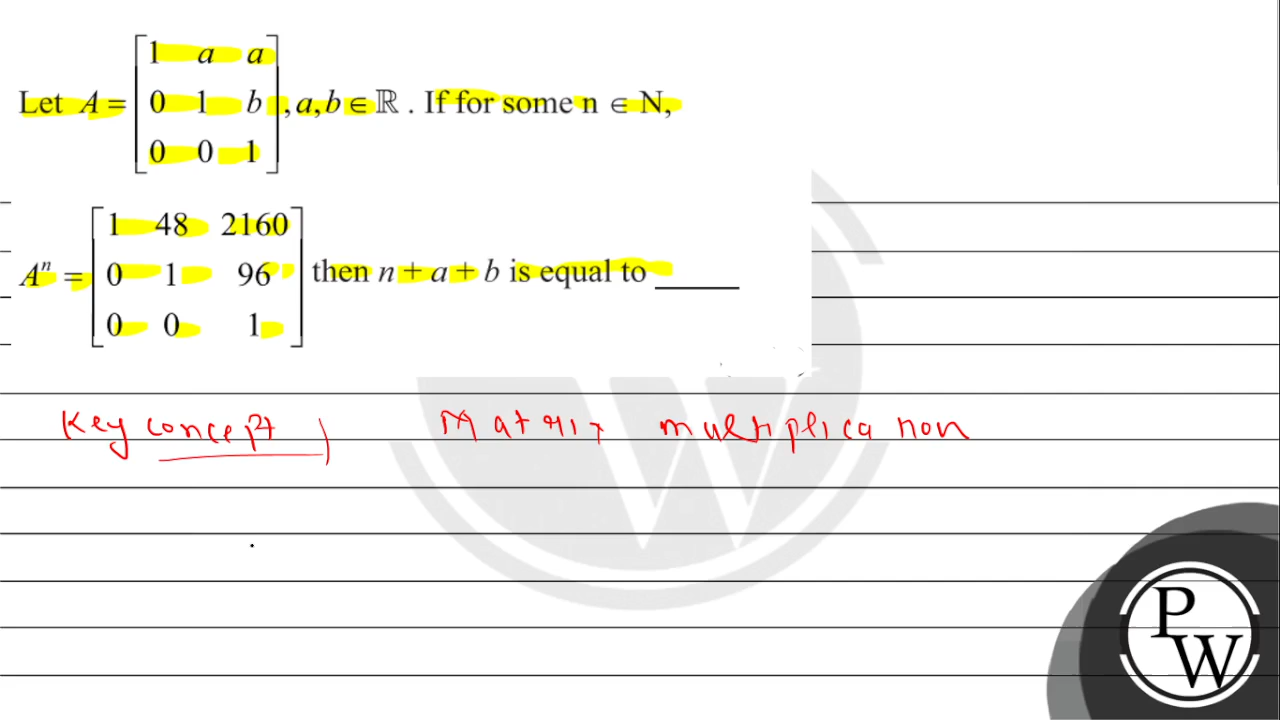 Let A = [1 a a
0 1 b
0 0 1], a,b ∈ ℝ . If for some n ∈ N,
Aⁿ = [1 48 2160
0 1 96
0 0 1] then n + a + b is equal to ______
Key concept Matrix multiplication
P
W